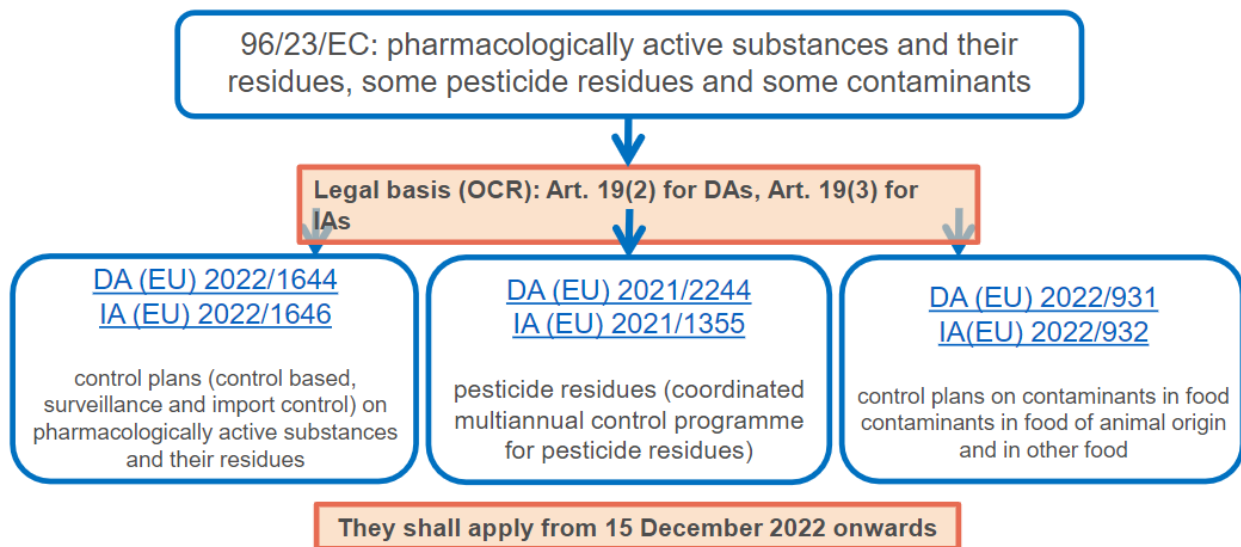 96/23/EC: pharmacologically active substances and their
residues, some pesticide residues and some contaminants
Legal basis (OCR): Art. 19(2) for DAs, Art. 19(3) for
IAs
DA (EU) 2022/1644
IA (EU) 2022/1646
control plans (control based,
surveillance and import control) on
pharmacologically active substances
and their residues
DA (EU) 2021/2244
IA (EU) 2021/1355
pesticide residues (coordinated
multiannual control programme
for pesticide residues)
DA (EU) 2022/931
IA(EU) 2022/932
control plans on contaminants in food
contaminants in food of animal origin
and in other food
They shall apply from 15 December 2022 onwards